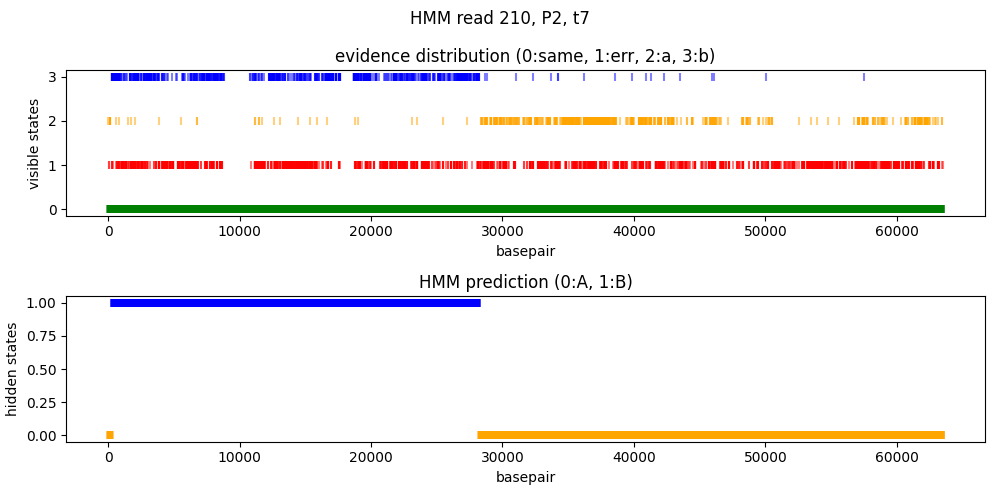 HMM read 210, P2, t7
evidence distribution (0:same, 1:err, 2:a, 3:b)
visible states
3
2
1
0
0 10000 20000 30000 40000 50000 60000
basepair
HMM prediction (0:A, 1:B)
hidden states
1.00
0.75
0.50
0.25
0.00
0 10000 20000 30000 40000 50000 60000
basepair